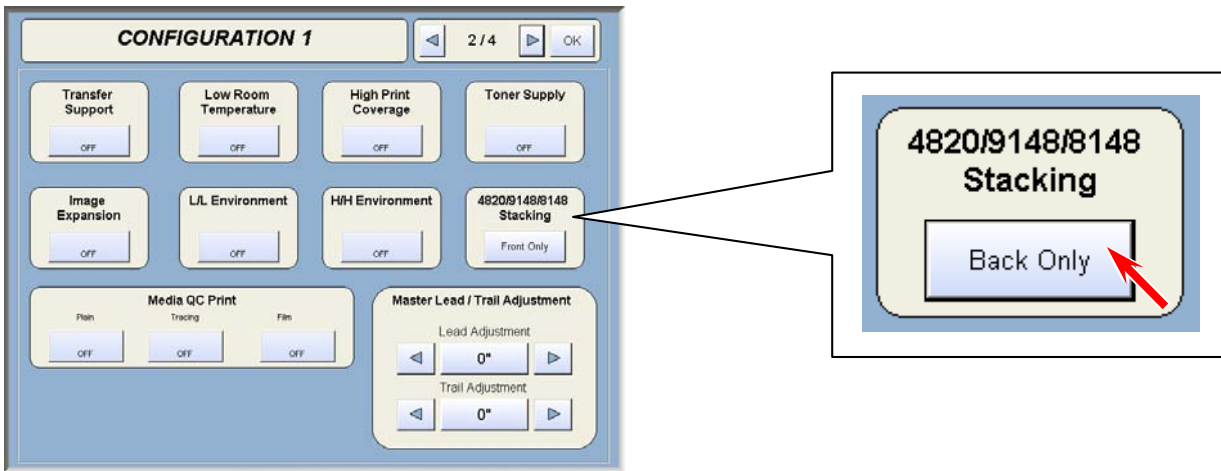 CONFIGURATION 1
2/4
OK
Transfer
Support
OFF
Low Room
Temperature
OFF
High Print
Coverage
OFF
Toner Supply
OFF
Image
Expansion
OFF
L/L Environment
OFF
H/H Environment
OFF
4820/9148/8148
Stacking
Front Only
Media QC Print
Plain
Tracing
Film
OFF
OFF
OFF
Master Lead / Trail Adjustment
Lead Adjustment
0"
Trail Adjustment
0"
4820/9148/8148
Stacking
Back Only